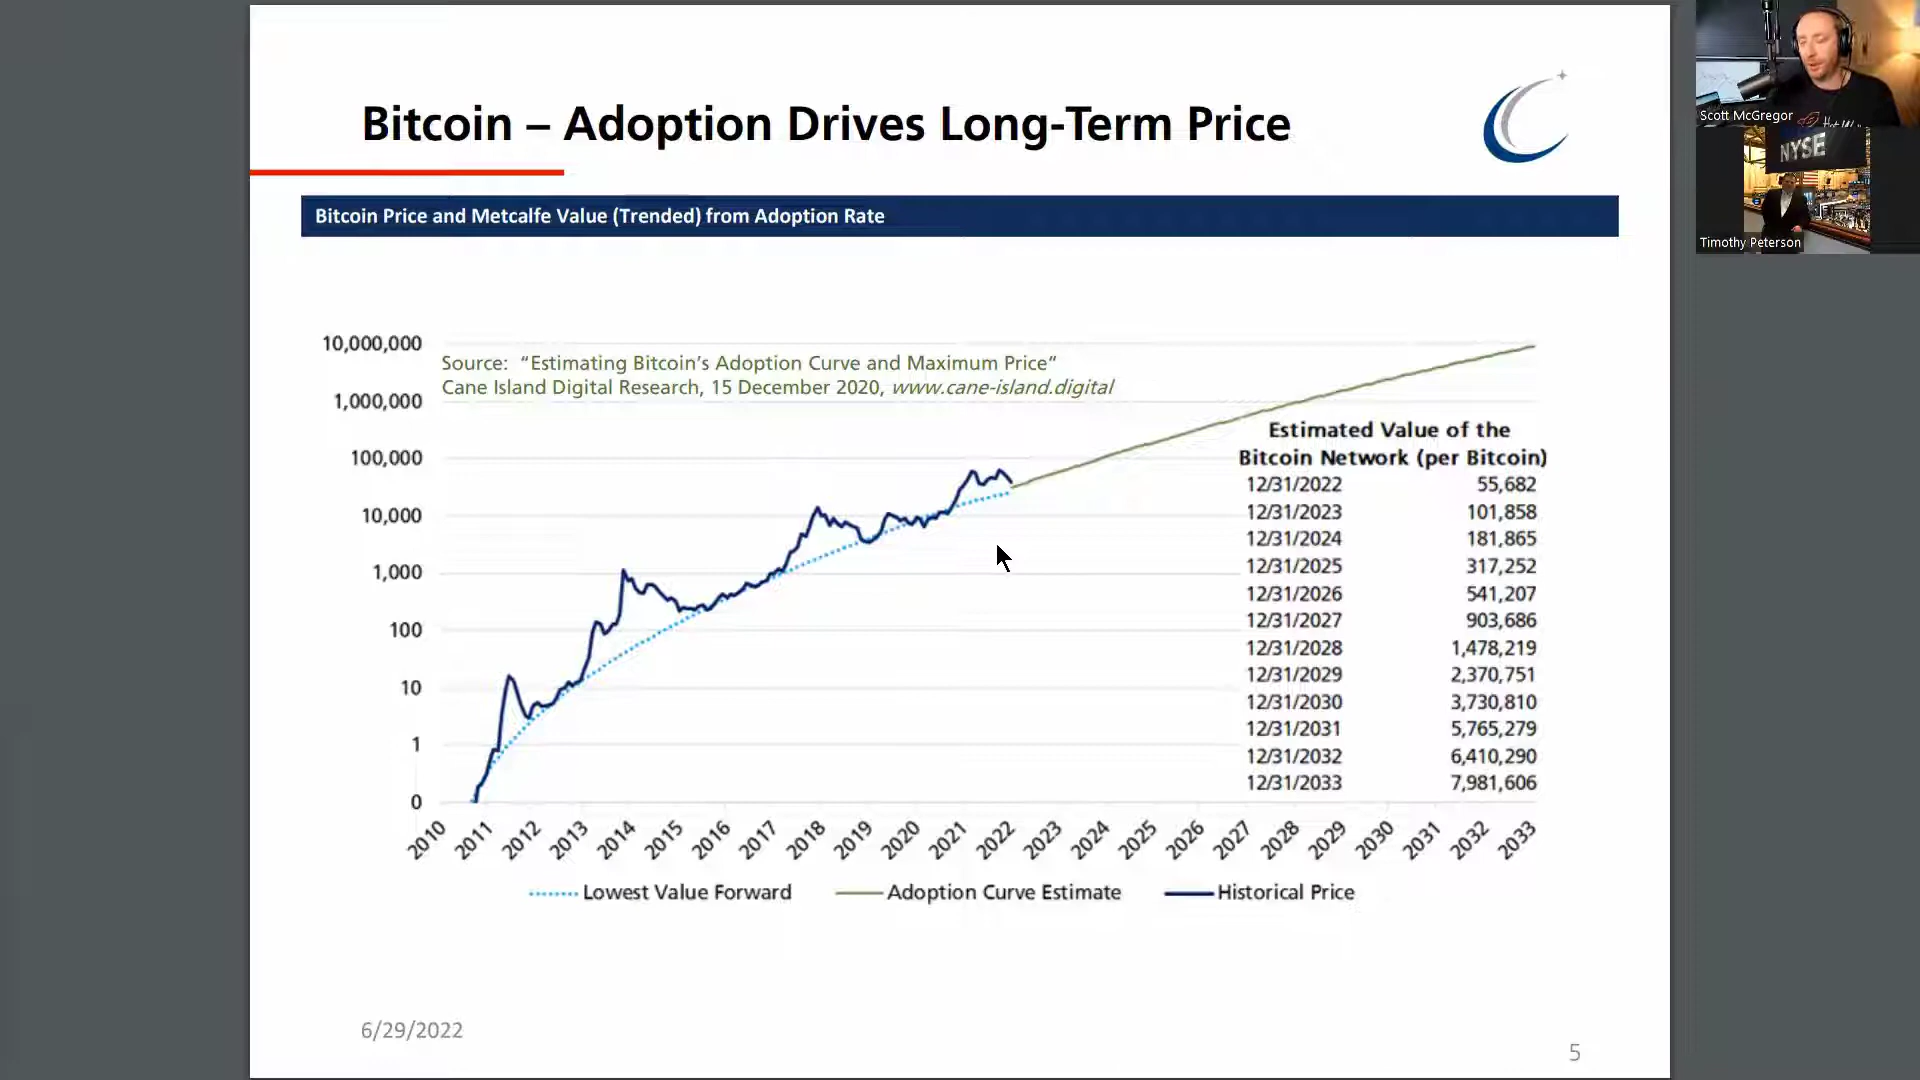 Bitcoin – Adoption Drives Long-Term Price
Bitcoin Price and Metcalfe Value (Trended) from Adoption Rate
Source: “Estimating Bitcoin’s Adoption Curve and Maximum Price”
Cane Island Digital Research, 15 December 2020, www.cane-island.digital
10,000,000
1,000,000
100,000
10,000
1,000
100
10
1
0
Estimated Value of the
Bitcoin Network (per Bitcoin)
12/31/2022 55,682
12/31/2023 101,858
12/31/2024 181,865
12/31/2025 317,252
12/31/2026 541,207
12/31/2027 903,686
12/31/2028 1,478,219
12/31/2029 2,370,751
12/31/2030 3,730,810
12/31/2031 5,765,279
12/31/2032 6,410,290
12/31/2033 7,981,606
2010 2011 2012 2013 2014 2015 2016 2017 2018 2019 2020 2021 2022 2023 2024 2025 2026 2027 2028 2029 2030 2031 2032 2033
Lowest Value Forward Adoption Curve Estimate Historical Price
6/29/2022
5
Scott McGregor
NYSE
Timothy Peterson